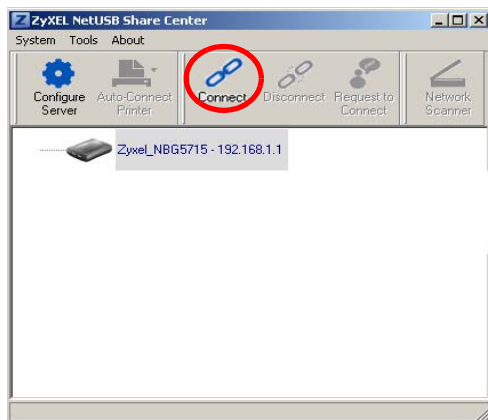 ZyXEL NetUSB Share Center
System Tools About
Configure Server
Auto-Connect Printer
Connect
Disconnect
Request to Connect
Network Scanner
Zyxel_NBG5715 - 192.168.1.1